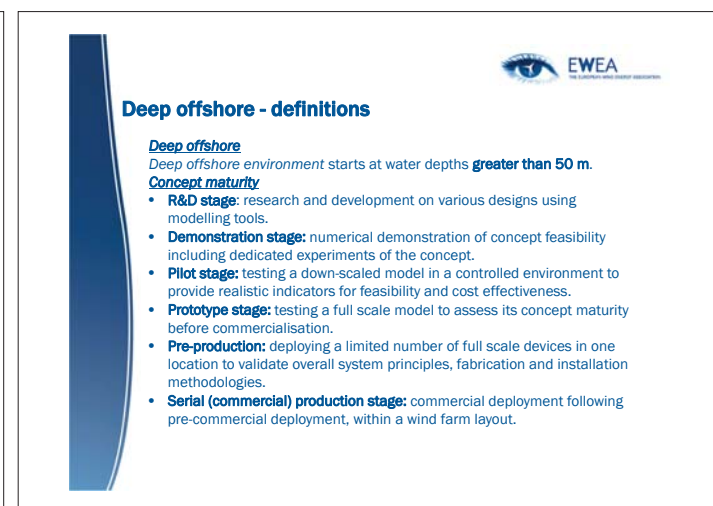 EWEA
THE EUROPEAN WIND ENERGY ASSOCIATION
Deep offshore - definitions
Deep offshore
Deep offshore environment starts at water depths greater than 50 m.
Concept maturity
• R&D stage: research and development on various designs using
modelling tools.
• Demonstration stage: numerical demonstration of concept feasibility
including dedicated experiments of the concept.
• Pilot stage: testing a down-scaled model in a controlled environment to
provide realistic indicators for feasibility and cost effectiveness.
• Prototype stage: testing a full scale model to assess its concept maturity
before commercialisation.
• Pre-production: deploying a limited number of full scale devices in one
location to validate overall system principles, fabrication and installation
methodologies.
• Serial (commercial) production stage: commercial deployment following
pre-commercial deployment, within a wind farm layout.